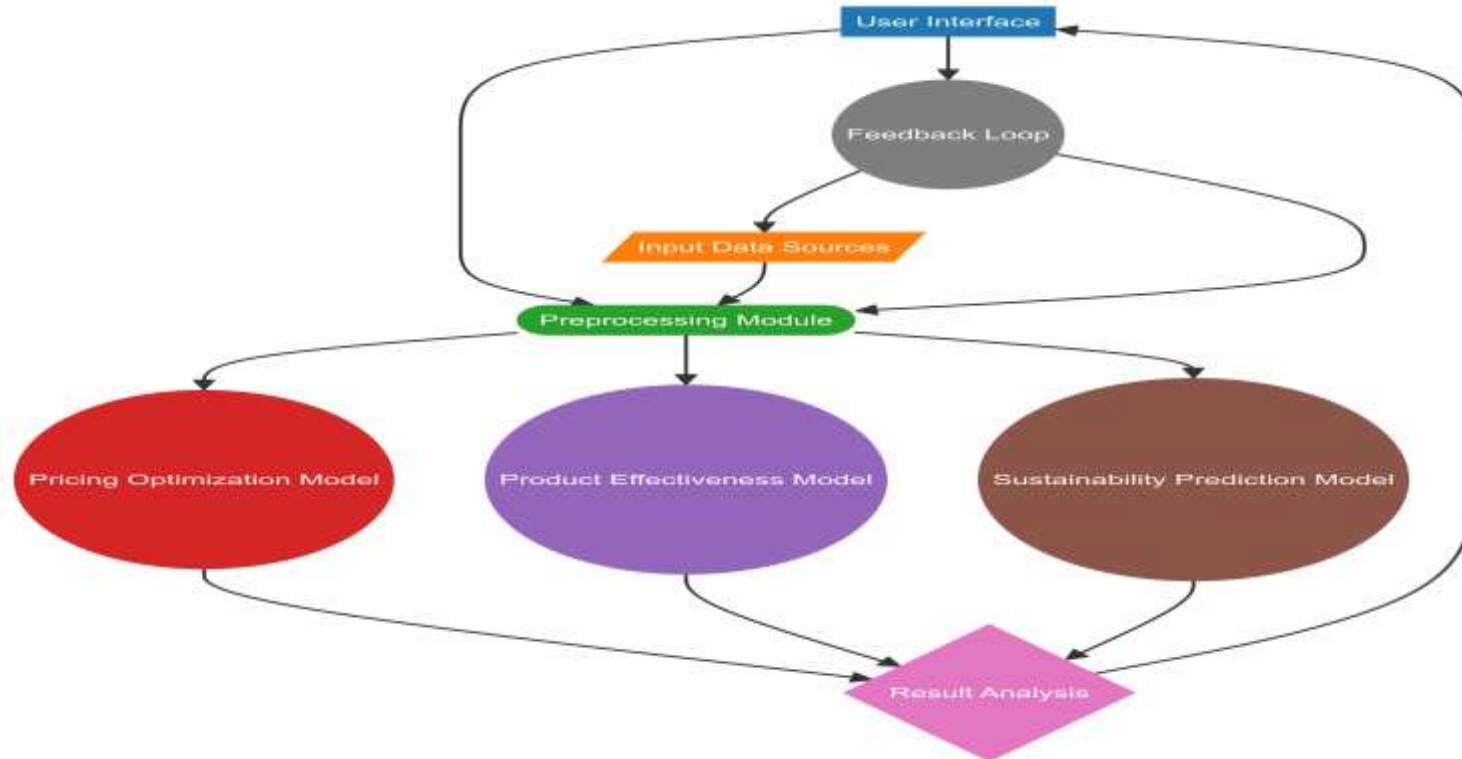 User Interface
Feedback Loop
Input Data Sources
Preprocessing Module
Pricing Optimization Model
Product Effectiveness Model
Sustainability Prediction Model
Result Analysis